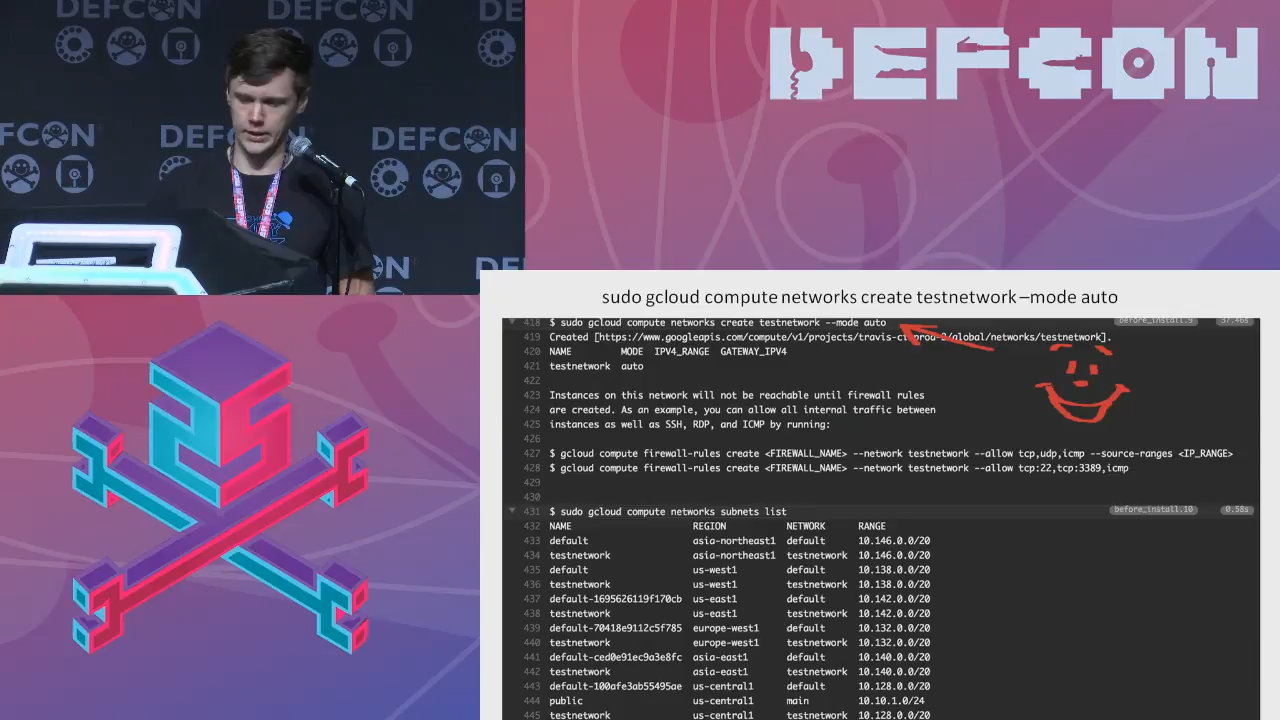 DEFCON
DEFCON
DEFCON
DEFCON
DEFCON
sudo gcloud compute networks create testnetwork –mode auto
418 $ sudo gcloud compute networks create testnetwork --mode auto before_install.9 37.46s
419 Created [https://www.googleapis.com/compute/v1/projects/travis-ci-prod-2/global/networks/testnetwork].
420 NAME MODE IPV4_RANGE GATEWAY_IPV4
421 testnetwork auto
422
423 Instances on this network will not be reachable until firewall rules
424 are created. As an example, you can allow all internal traffic between
425 instances as well as SSH, RDP, and ICMP by running:
426
427 $ gcloud compute firewall-rules create <FIREWALL_NAME> --network testnetwork --allow tcp,udp,icmp --source-ranges <IP_RANGE>
428 $ gcloud compute firewall-rules create <FIREWALL_NAME> --network testnetwork --allow tcp:22,tcp:3389,icmp
429
430
431 $ sudo gcloud compute networks subnets list before_install.10 0.58s
432 NAME REGION NETWORK RANGE
433 default asia-northeast1 default 10.146.0.0/20
434 testnetwork asia-northeast1 testnetwork 10.146.0.0/20
435 default us-west1 default 10.138.0.0/20
436 testnetwork us-west1 testnetwork 10.138.0.0/20
437 default-1695626119f170cb us-east1 default 10.142.0.0/20
438 testnetwork us-east1 testnetwork 10.142.0.0/20
439 default-70418e9112c5f785 europe-west1 default 10.132.0.0/20
440 testnetwork europe-west1 testnetwork 10.132.0.0/20
441 default-ced0e91ec9a3e8fc asia-east1 default 10.140.0.0/20
442 testnetwork asia-east1 testnetwork 10.140.0.0/20
443 default-100afe3ab55495ae us-central1 default 10.128.0.0/20
444 public us-central1 main 10.10.1.0/24
445 testnetwork us-central1 testnetwork 10.128.0.0/20